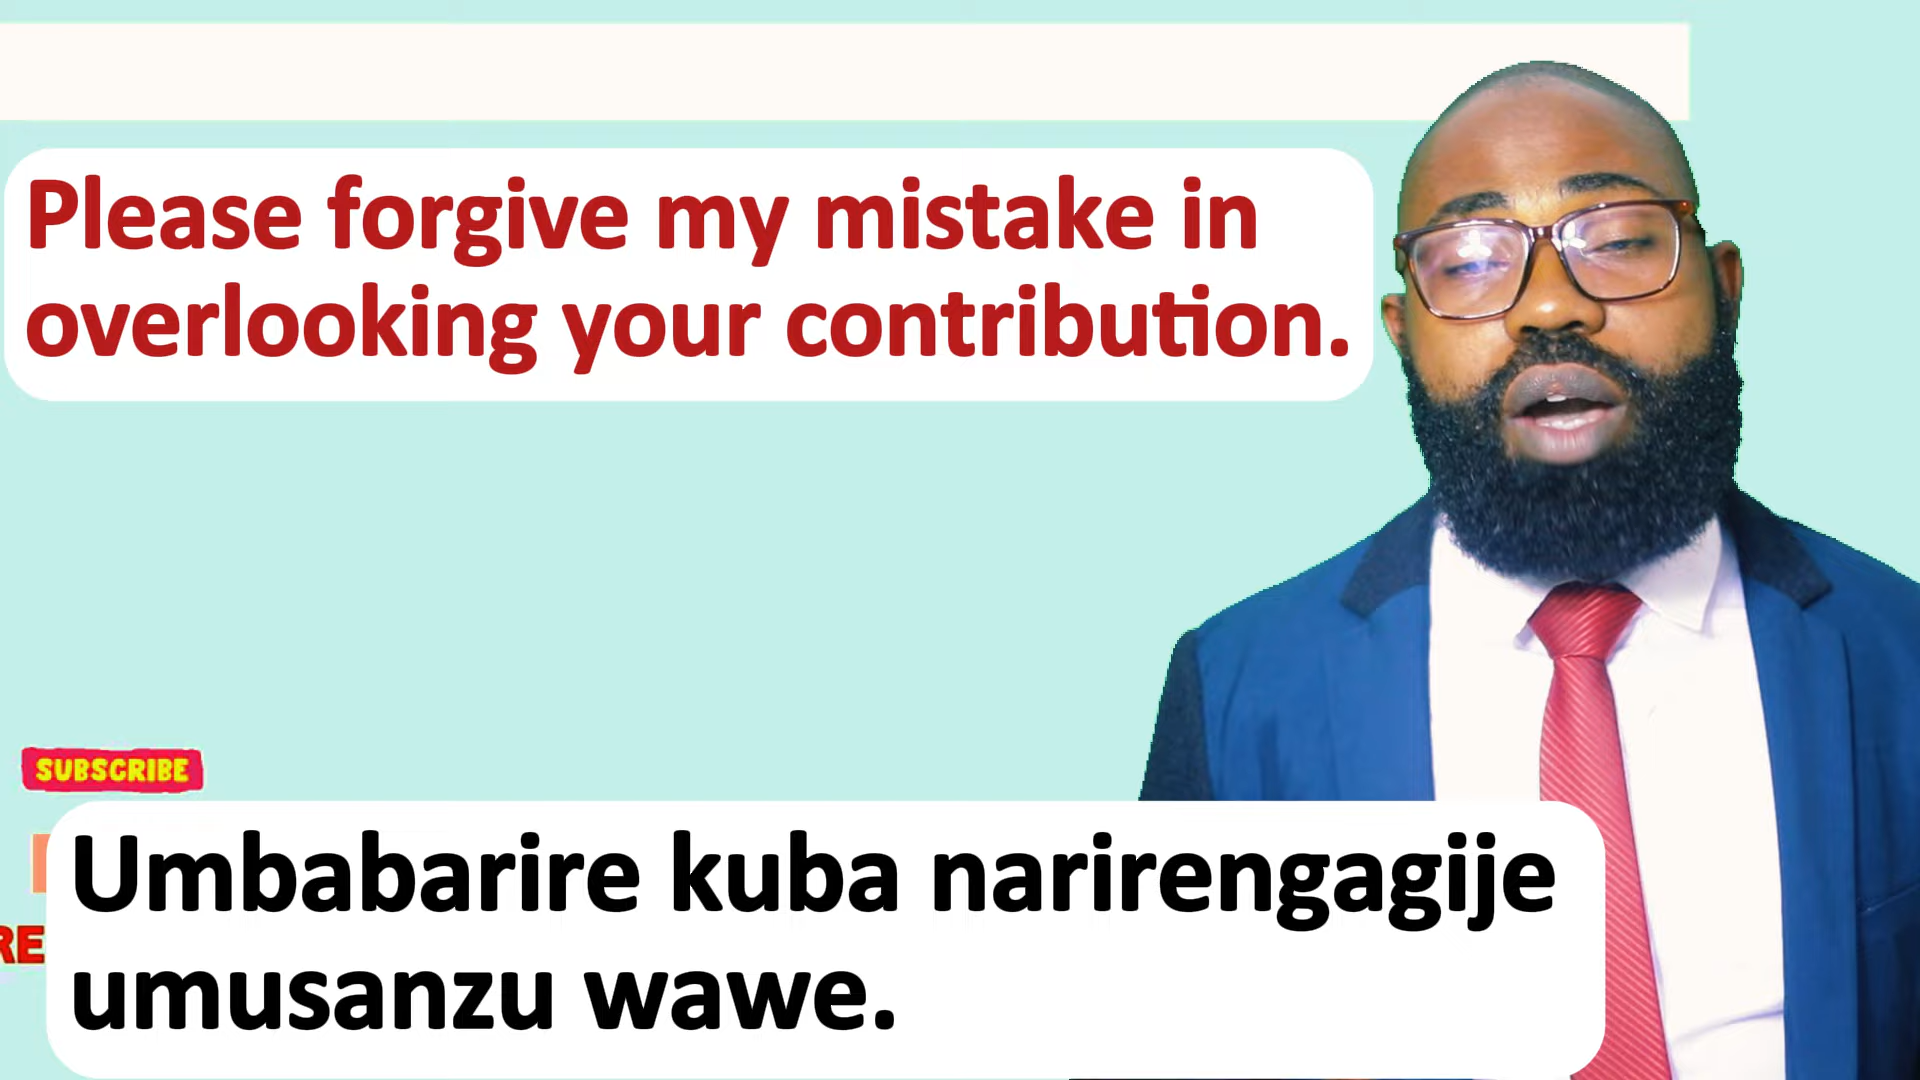 Please forgive my mistake in
overlooking your contribution.
SUBSCRIBE
Umbabarire kuba narirengagije
umusanzu wawe.